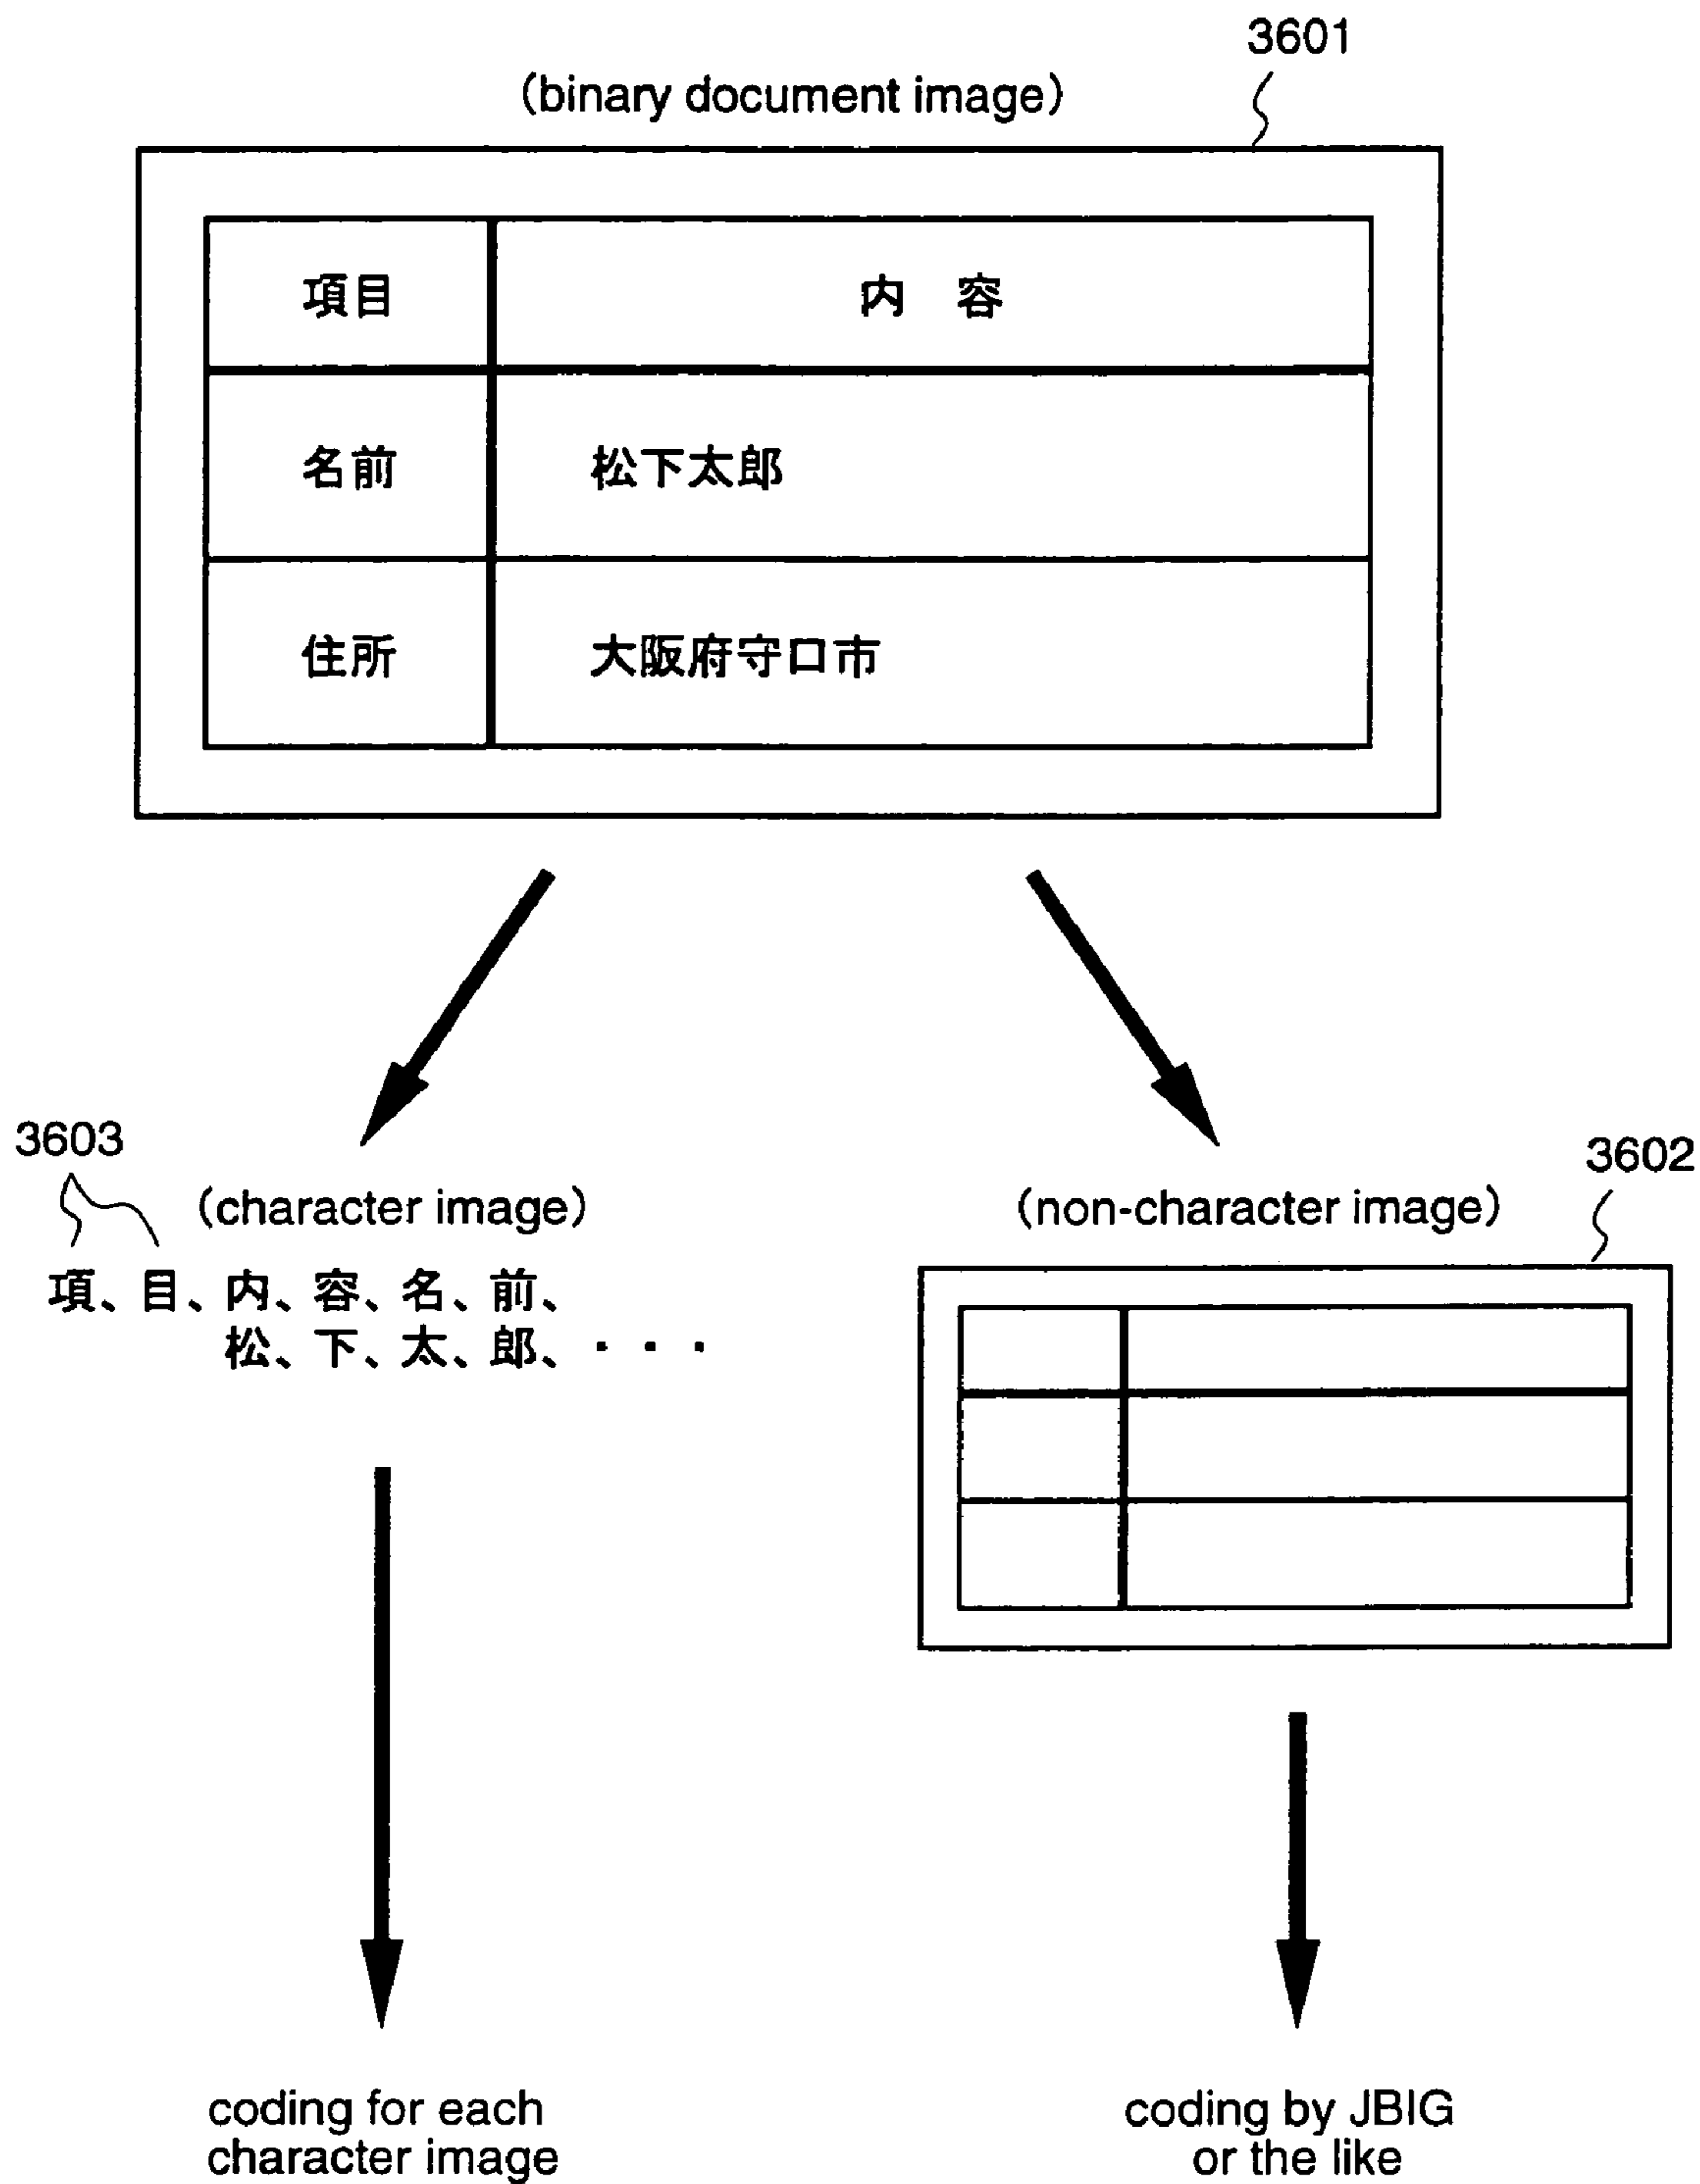 3601
(binary document image)
項目 内 容
名前 松下太郎
住所 大阪府守口市
3603
3602
(character image)
(non-character image)
項、目、内、容、名、前、
松、下、太、郎、・・・
coding for each
character image
coding by JBIG
or the like